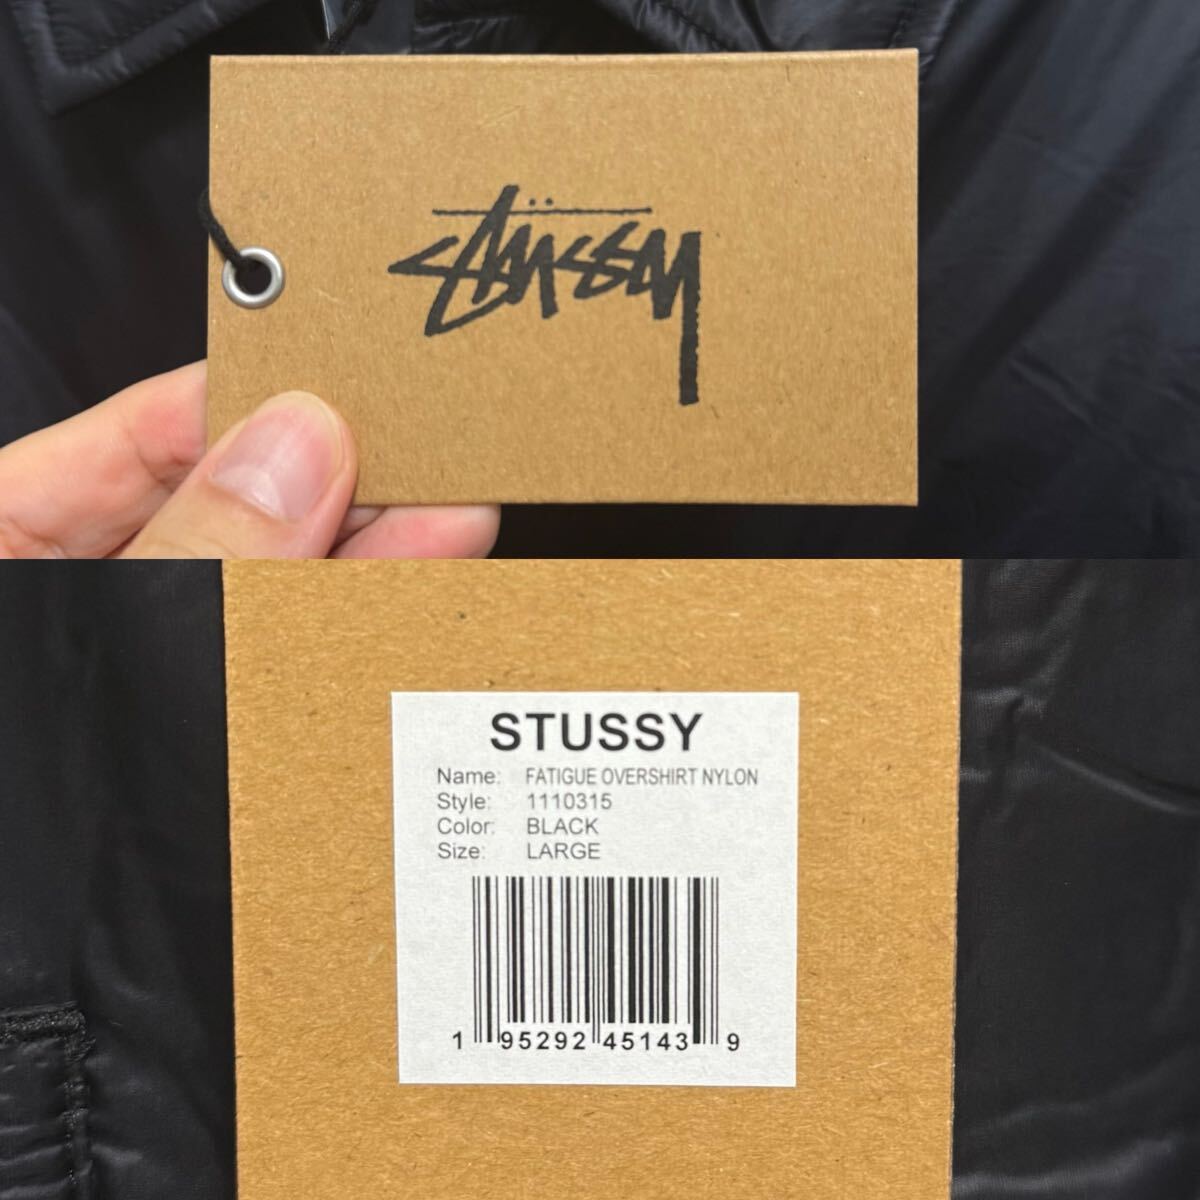 STÜSSY
STUSSY
Name: FATIGUE OVERSHIRT NYLON
Style: 1110315
Color: BLACK
Size: LARGE
1 95292 45143 9